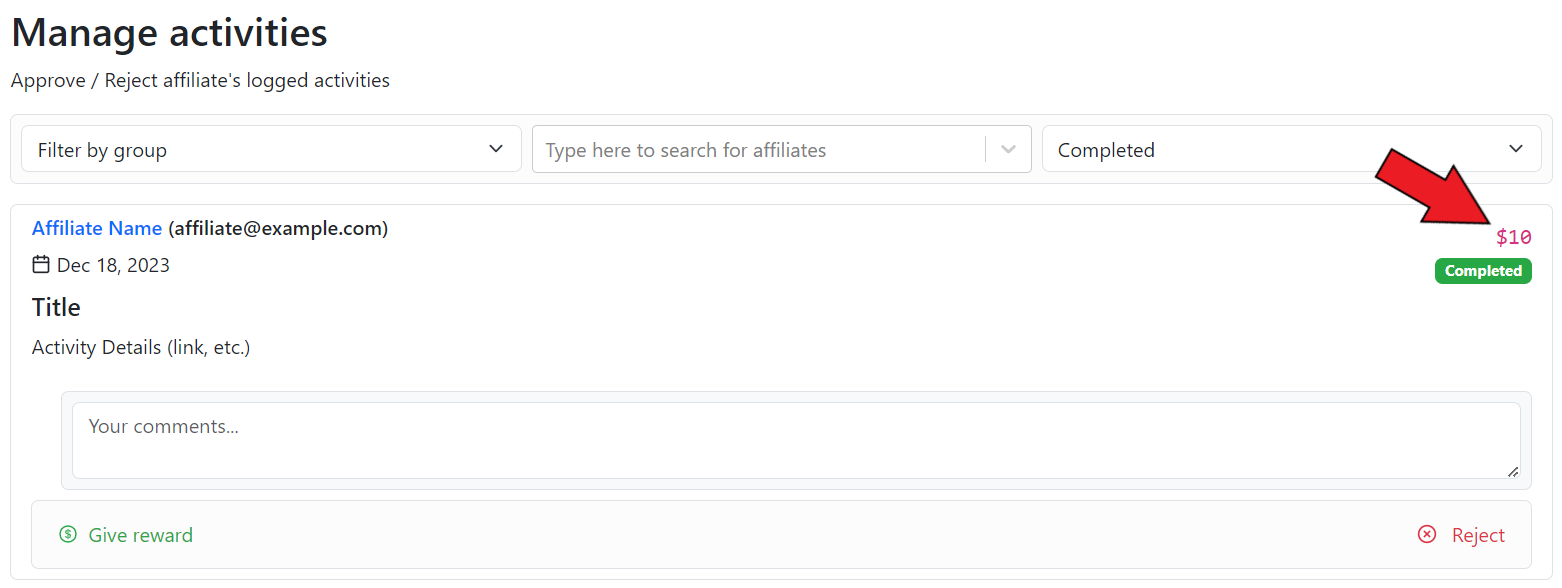 Manage activities
Approve / Reject affiliate's logged activities
Filter by group
Type here to search for affiliates
Completed
Affiliate Name (affiliate@example.com)
$10
Dec 18, 2023
Completed
Title
Activity Details (link, etc.)
Your comments...
Give reward
Reject